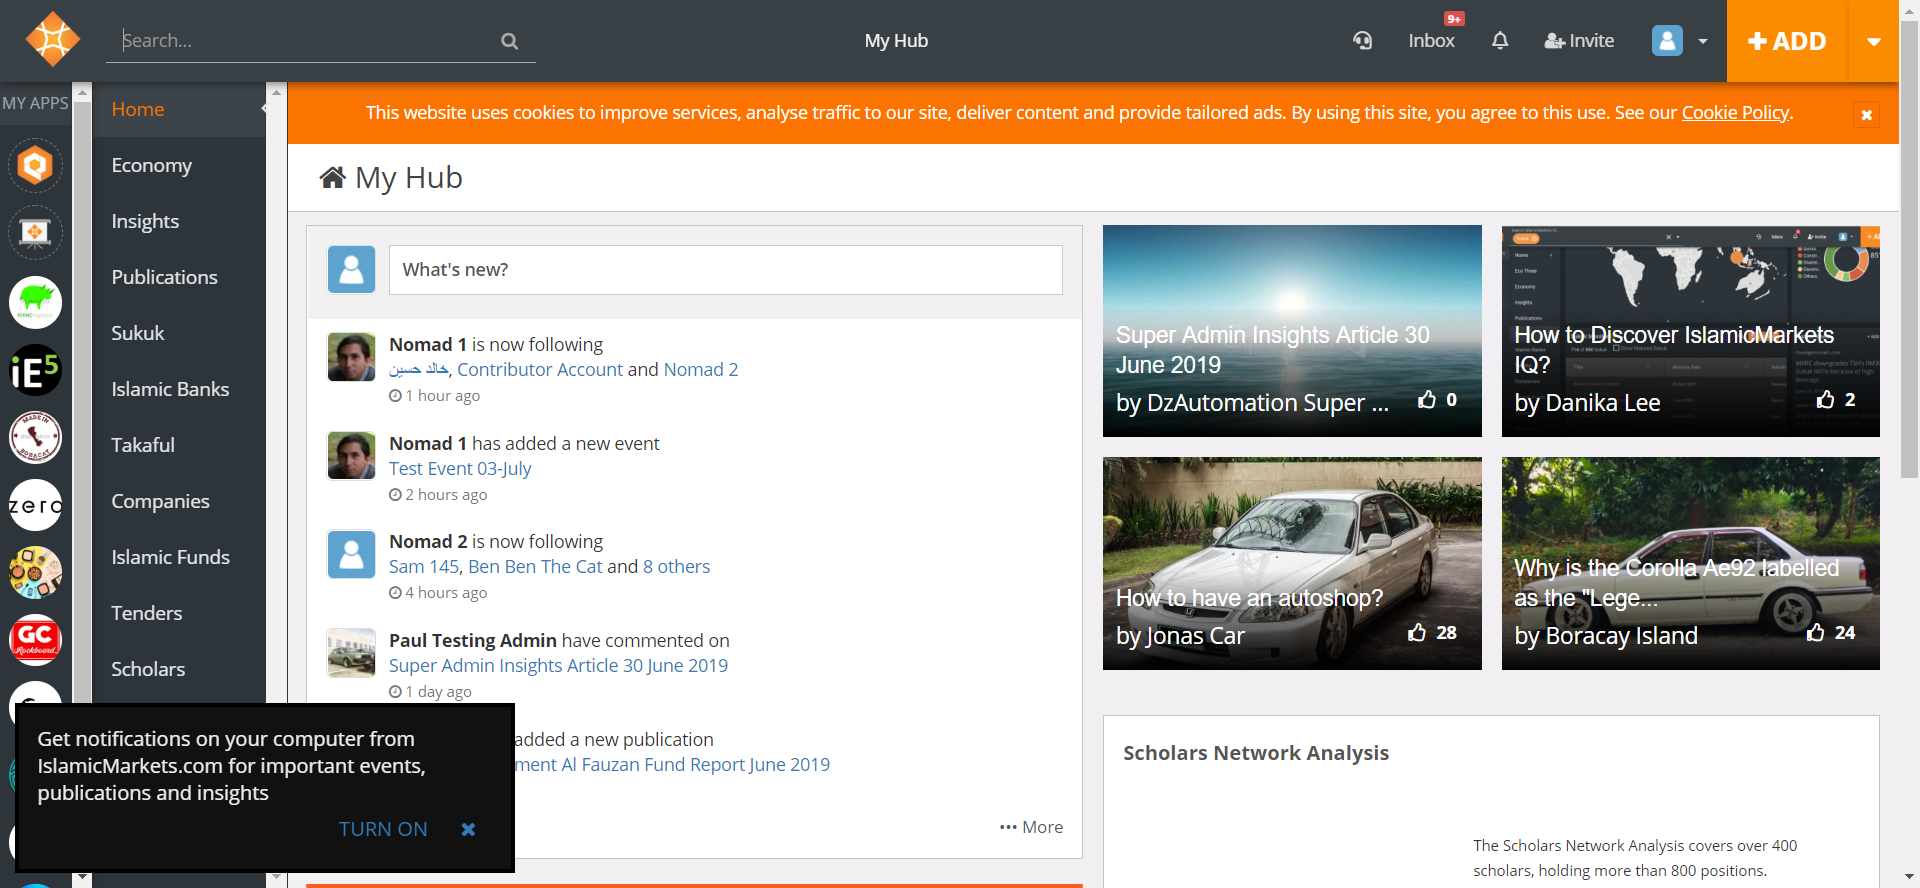 Search...
My Hub
9+
Inbox
Invite
ADD
MY APPS
Home
Economy
Insights
Publications
Sukuk
Islamic Banks
Takaful
Companies
Islamic Funds
Tenders
Scholars
iE5
MADE IN
BORACAY
zero
GC
Rockboard
This website uses cookies to improve services, analyse traffic to our site, deliver content and provide tailored ads. By using this site, you agree to this use. See our Cookie Policy.
My Hub
What's new?
Nomad 1 is now following
خالد حسين, Contributor Account and Nomad 2
1 hour ago
Nomad 1 has added a new event
Test Event 03-July
2 hours ago
Nomad 2 is now following
Sam 145, Ben Ben The Cat and 8 others
4 hours ago
Paul Testing Admin have commented on
Super Admin Insights Article 30 June 2019
1 day ago
added a new publication
ment Al Fauzan Fund Report June 2019
••• More
Get notifications on your computer from
IslamicMarkets.com for important events,
publications and insights
TURN ON
Super Admin Insights Article 30
June 2019
by DzAutomation Super ...
0
How to Discover IslamicMarkets
IQ?
by Danika Lee
2
How to have an autoshop?
by Jonas Car
28
Why is the Corolla Ae92 labelled
as the "Lege...
by Boracay Island
24
Scholars Network Analysis
The Scholars Network Analysis covers over 400
scholars, holding more than 800 positions.